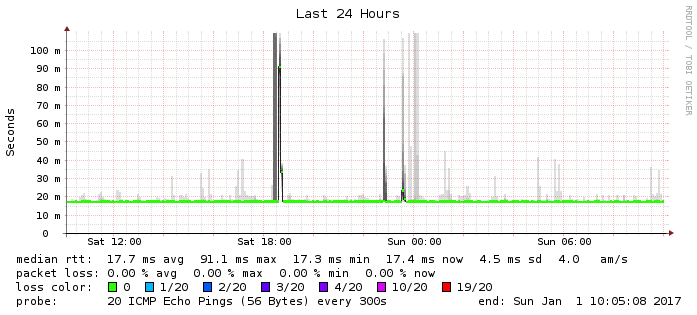 Last 24 Hours
RRDTOOL / TOBI OETIKER
Seconds
100 m
90 m
80 m
70 m
60 m
50 m
40 m
30 m
20 m
10 m
0
Sat 12:00 Sat 18:00 Sun 00:00 Sun 06:00
median rtt: 17.7 ms avg 91.1 ms max 17.3 ms min 17.4 ms now 4.5 ms sd 4.0 am/s
packet loss: 0.00 % avg 0.00 % max 0.00 % min 0.00 % now
loss color: 0 1/20 2/20 3/20 4/20 10/20 19/20
probe: 20 ICMP Echo Pings (56 Bytes) every 300s end: Sun Jan 1 10:05:08 2017